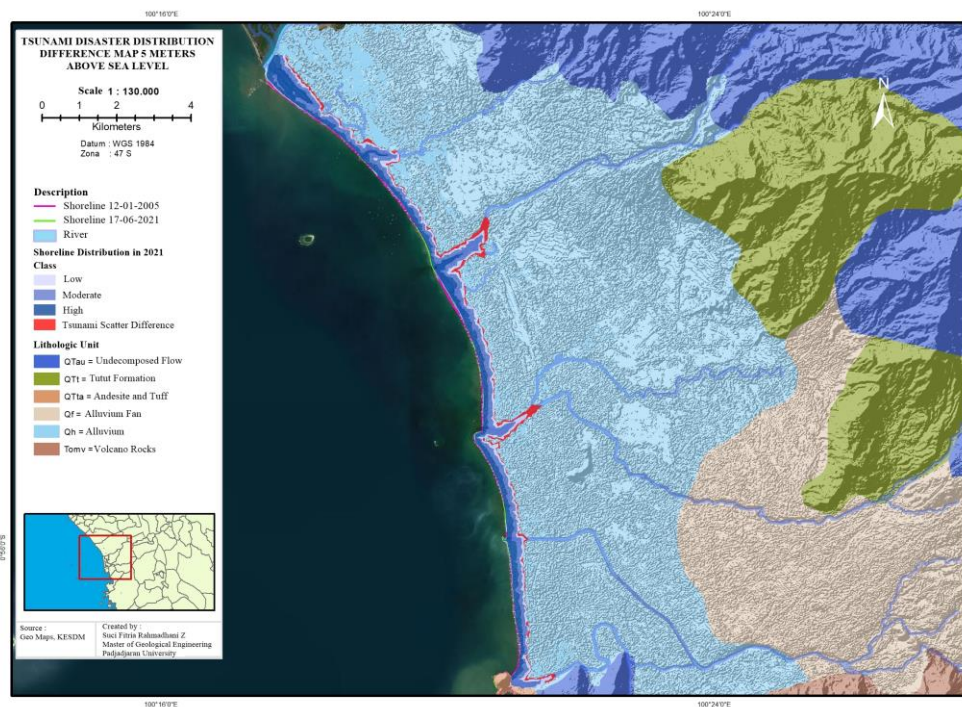 100°16'0"E
100°24'0"E
TSUNAMI DISASTER DISTRIBUTION
DIFFERENCE MAP 5 METERS
ABOVE SEA LEVEL
Scale 1 : 130.000
0 1 2 4
Kilometers
Datum : WGS 1984
Zona : 47 S
Description
Shoreline 12-01-2005
Shoreline 17-06-2021
River
Shoreline Distribution in 2021
Class
Low
Moderate
High
Tsunami Scatter Difference
Lithologic Unit
QTau = Undecomposed Flow
QTt = Tutut Formation
QTta = Andesite and Tuff
Qf = Alluvium Fan
Qh = Alluvium
Tomv = Volcano Rocks
Source :
Geo Maps, KESDM
Created by :
Suci Fitria Rahmadhani Z
Master of Geological Engineering
Padjadjaran University
N
100°16'0"E
100°24'0"E